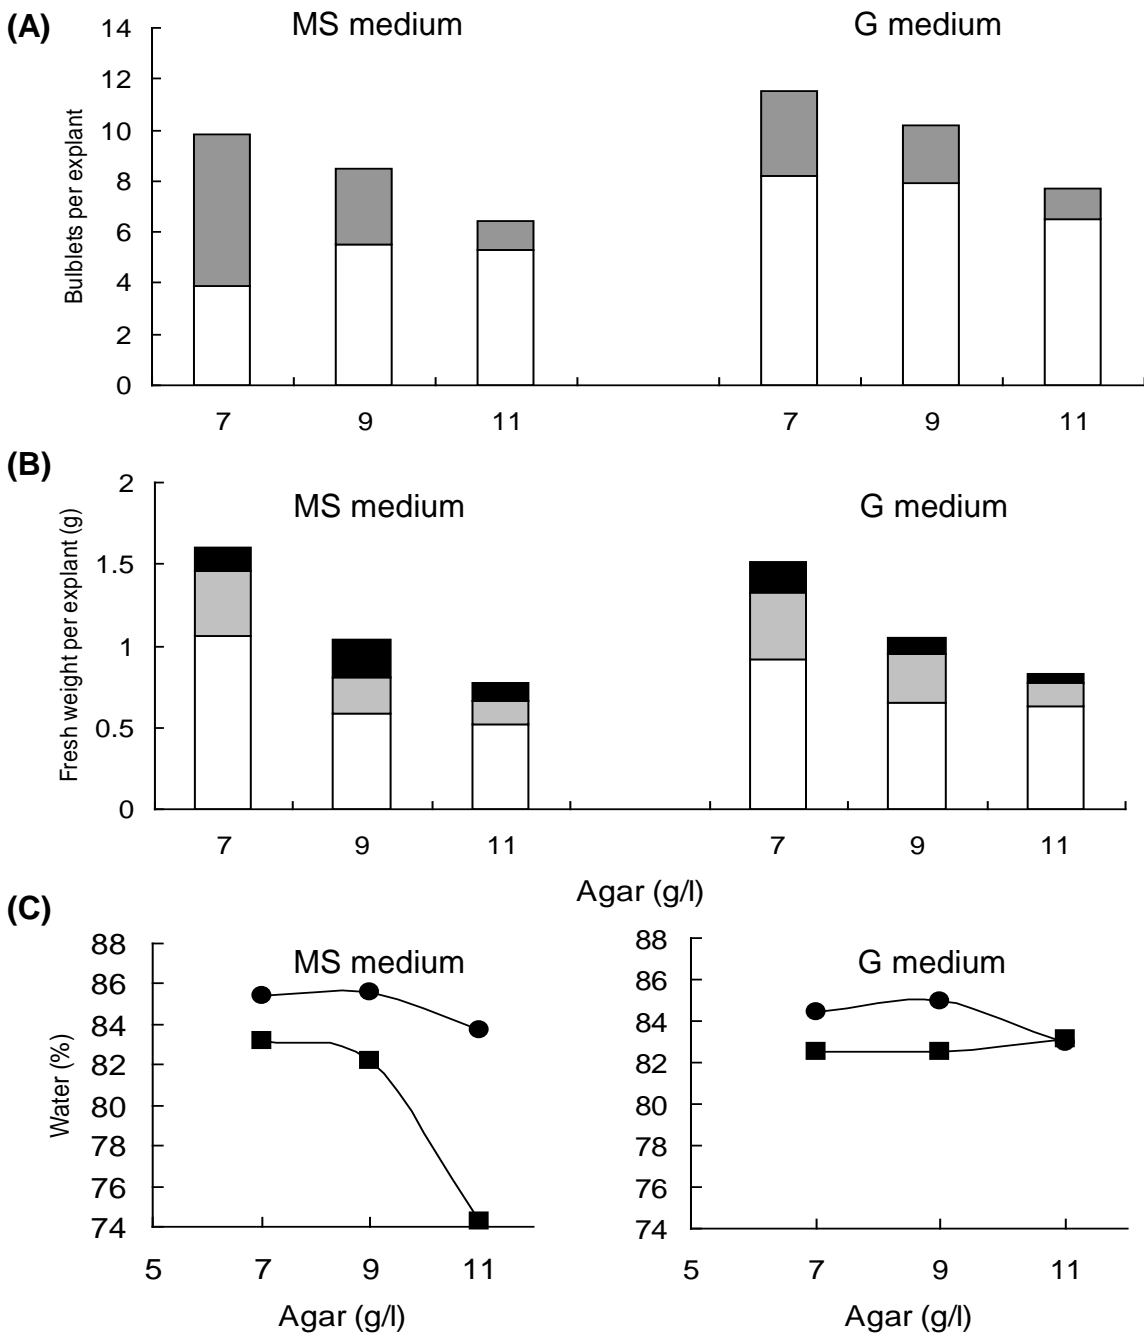 (A)
MS medium
G medium
14
12
10
8
6
4
2
0
Bulblets per explant
7 9 11 7 9 11
(B)
MS medium
G medium
2
1.5
1
0.5
0
Fresh weight per explant (g)
7 9 11 7 9 11
Agar (g/l)
(C)
MS medium
88
86
84
82
80
78
76
74
Water (%)
5 7 9 11
Agar (g/l)
G medium
88
86
84
82
80
78
76
74
5 7 9 11
Agar (g/l)